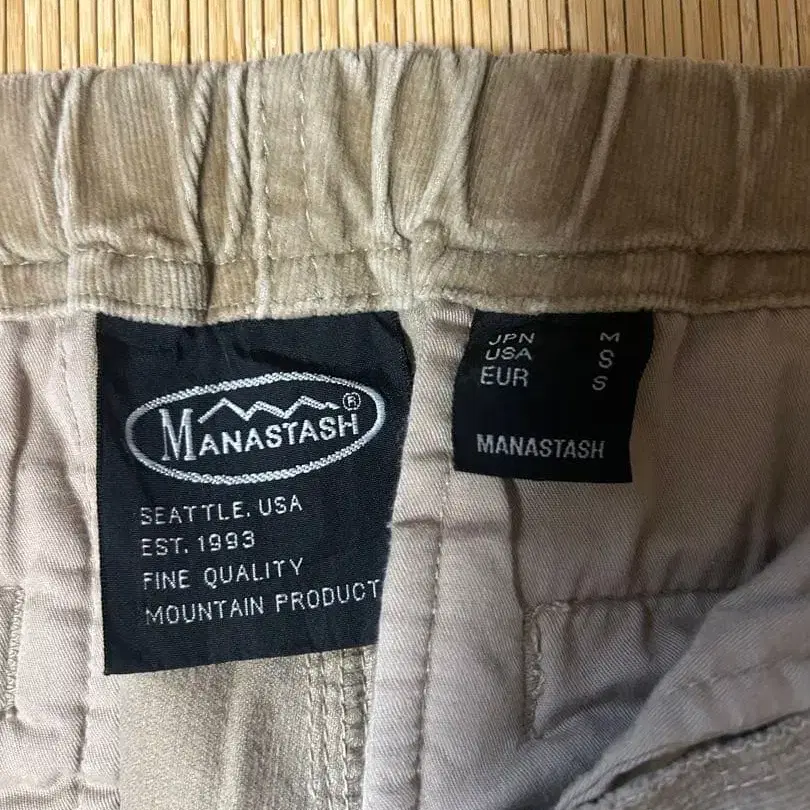 MANASTASH®
SEATTLE, USA
EST. 1993
FINE QUALITY
MOUNTAIN PRODUCT
JPN M
USA S
EUR S
MANASTASH